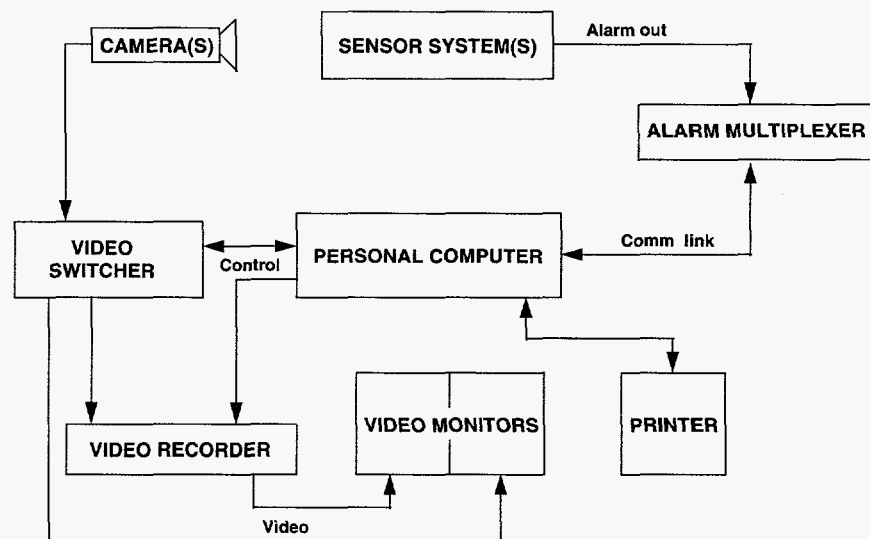 CAMERA(S)
SENSOR SYSTEM(S)
Alarm out
ALARM MULTIPLEXER
VIDEO
SWITCHER
Control
PERSONAL COMPUTER
Comm link
VIDEO RECORDER
VIDEO MONITORS
PRINTER
Video